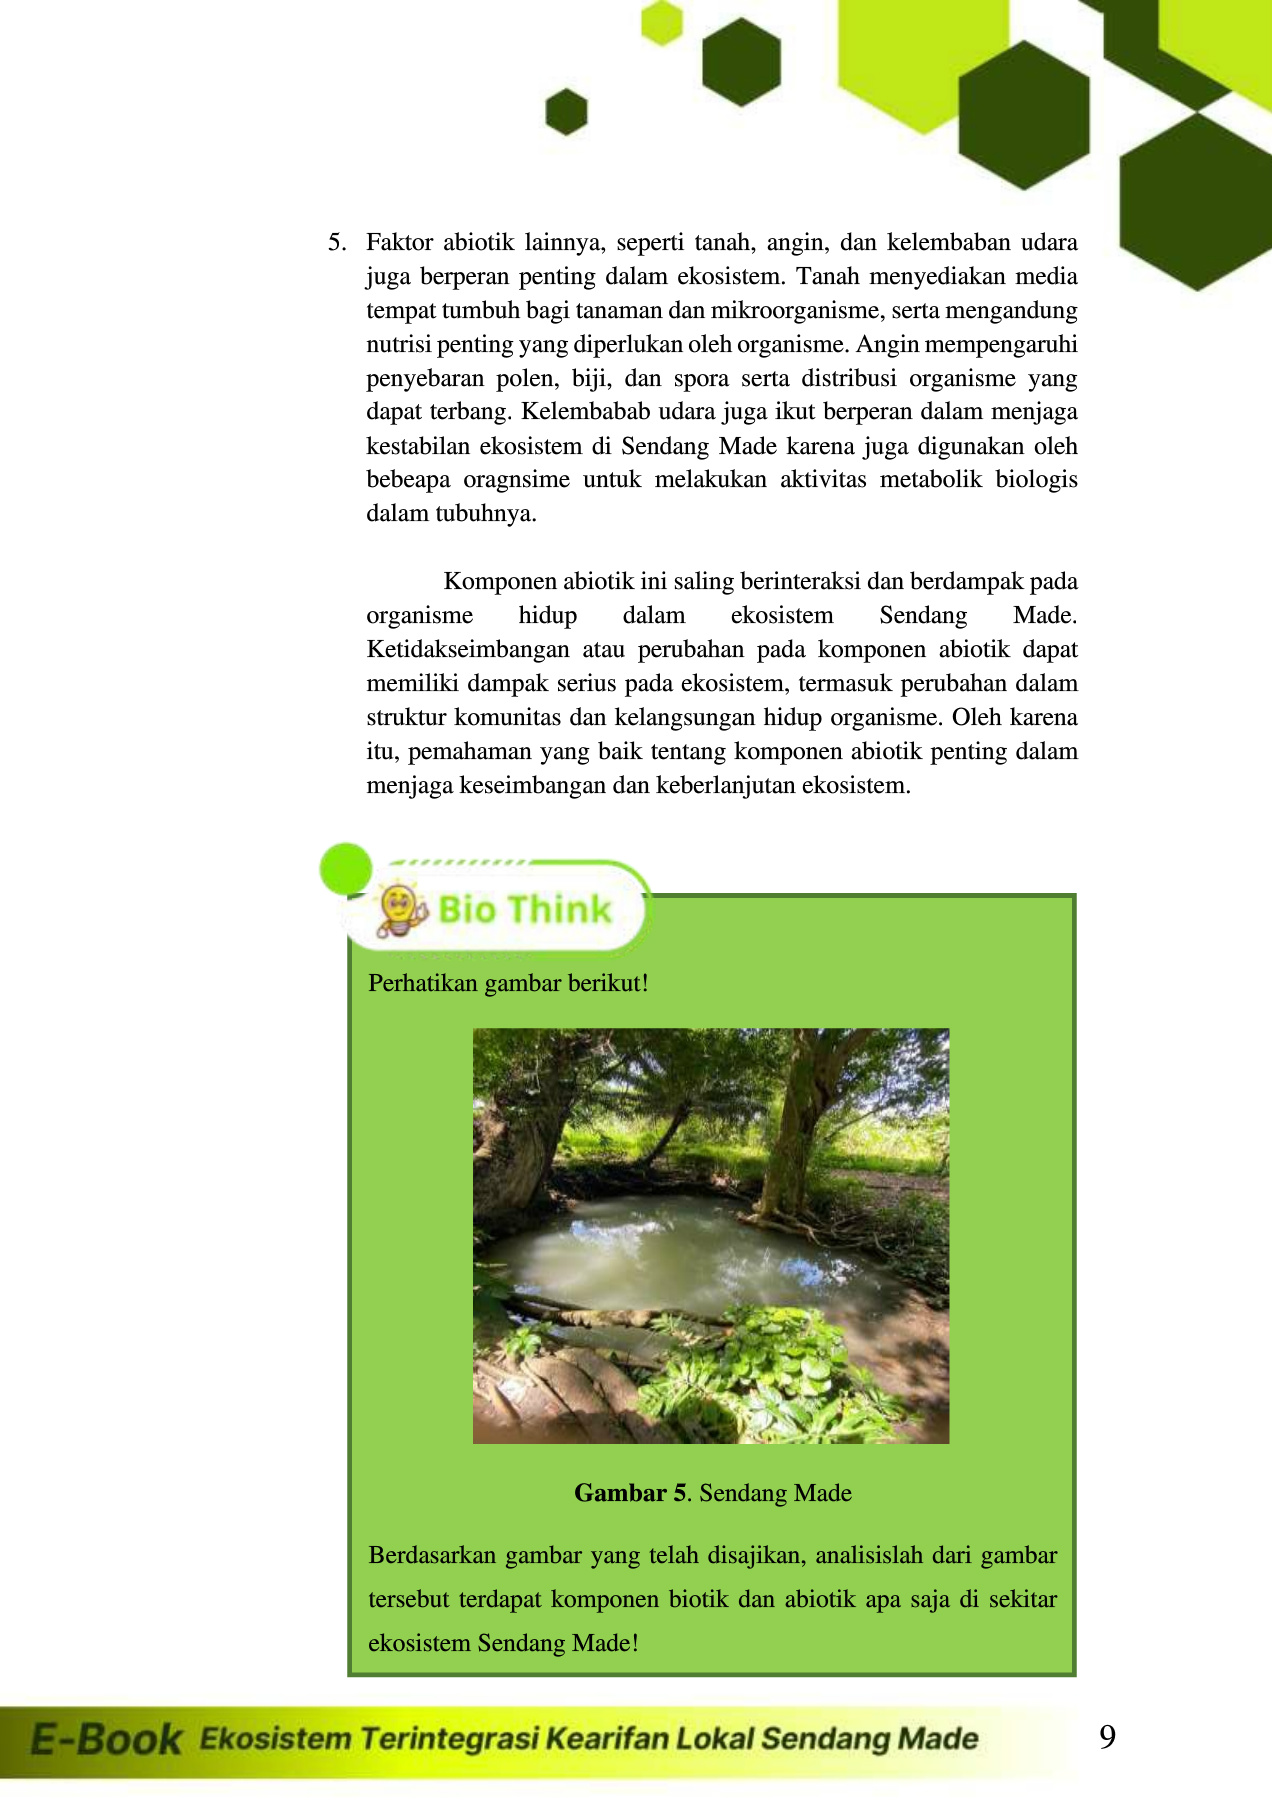 5. Faktor abiotik lainnya, seperti tanah, angin, dan kelembaban udara
juga berperan penting dalam ekosistem. Tanah menyediakan media
tempat tumbuh bagi tanaman dan mikroorganisme, serta mengandung
nutrisi penting yang diperlukan oleh organisme. Angin mempengaruhi
penyebaran polen, biji, dan spora serta distribusi organisme yang
dapat terbang. Kelembabab udara juga ikut berperan dalam menjaga
kestabilan ekosistem di Sendang Made karena juga digunakan oleh
bebeapa oragnsime untuk melakukan aktivitas metabolik biologis
dalam tubuhnya.
Komponen abiotik ini saling berinteraksi dan berdampak pada
organisme hidup dalam ekosistem Sendang Made.
Ketidakseimbangan atau perubahan pada komponen abiotik dapat
memiliki dampak serius pada ekosistem, termasuk perubahan dalam
struktur komunitas dan kelangsungan hidup organisme. Oleh karena
itu, pemahaman yang baik tentang komponen abiotik penting dalam
menjaga keseimbangan dan keberlanjutan ekosistem.
Bio Think
Perhatikan gambar berikut!
Gambar 5. Sendang Made
Berdasarkan gambar yang telah disajikan, analisislah dari gambar
tersebut terdapat komponen biotik dan abiotik apa saja di sekitar
ekosistem Sendang Made!
E-Book Ekosistem Terintegrasi Kearifan Lokal Sendang Made
9